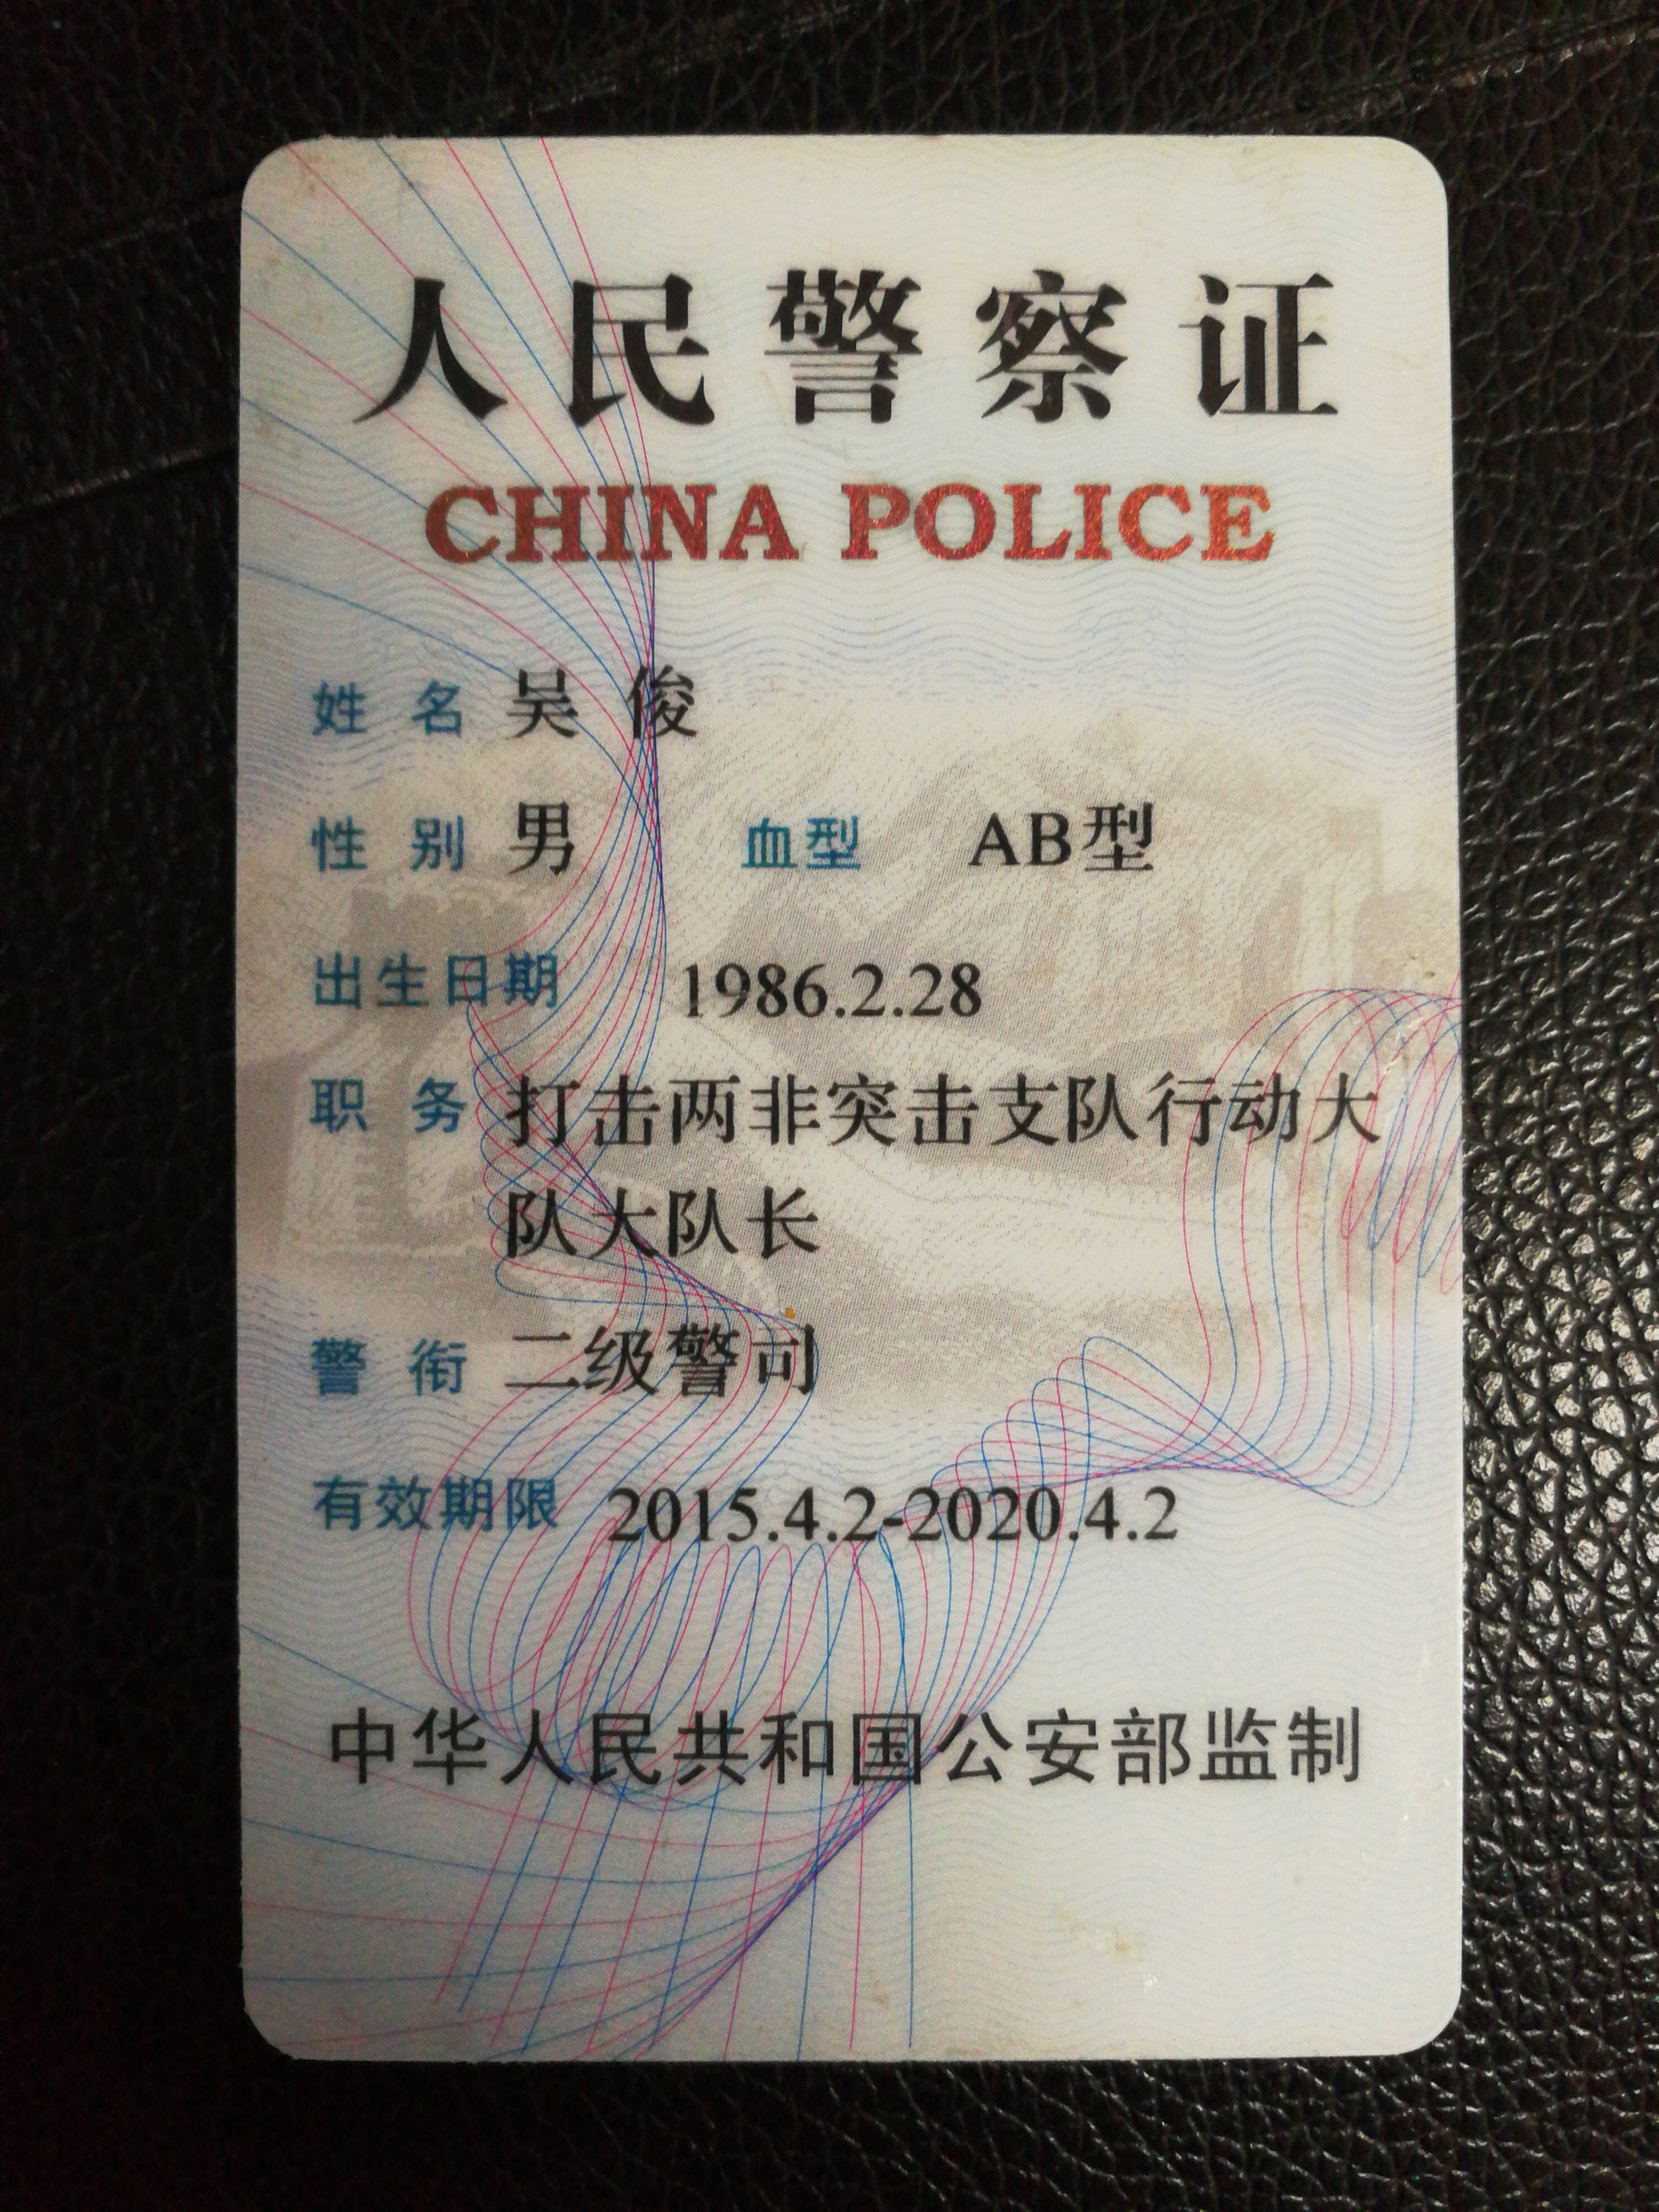 人民警察证
CHINA POLICE
姓 名 吴 俊
性 别 男 血型 AB型
出生日期 1986.2.28
职 务 打击两非突击支队行动大
队大队长
警 衔 二级警司
有效期限 2015.4.2-2020.4.2
中华人民共和国公安部监制